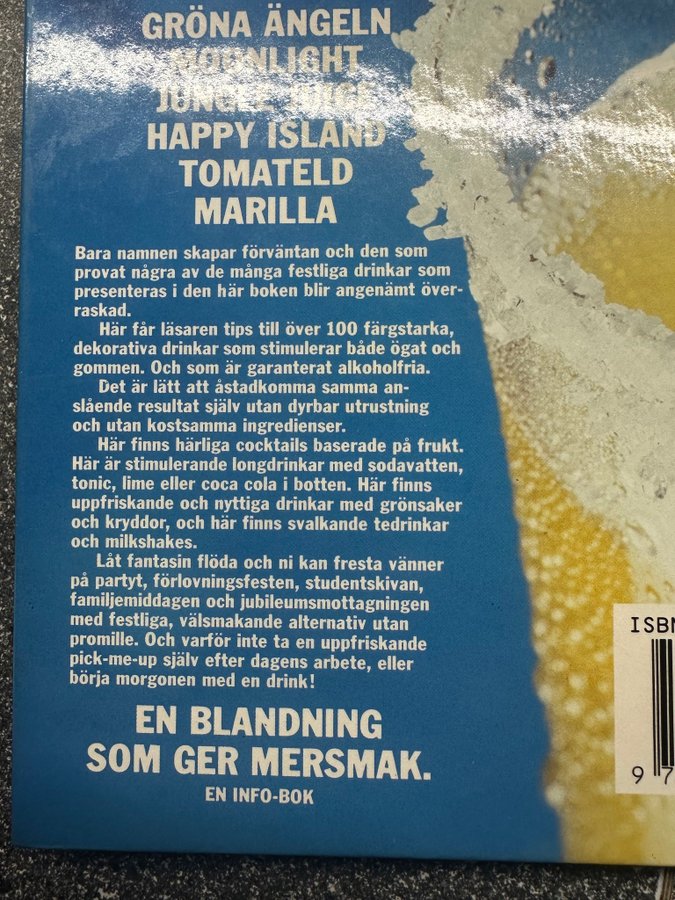 GRÖNA ÄNGELN
MOONLIGHT
JUNGLE JUICE
HAPPY ISLAND
TOMATELD
MARILLA
Bara namnen skapar förväntan och den som
provat några av de många festliga drinkar som
presenteras i den här boken blir angenämt över-
raskad.
Här får läsaren tips till över 100 färgstarka,
dekorativa drinkar som stimulerar både ögat och
gommen. Och som är garanterat alkoholfria.
Det är lätt att åstadkomma samma an-
slående resultat själv utan dyrbar utrustning
och utan kostsamma ingredienser.
Här finns härliga cocktails baserade på frukt.
Här är stimulerande longdrinkar med sodavatten,
tonic, lime eller coca cola i botten. Här finns
uppfriskande och nyttiga drinkar med grönsaker
och kryddor, och här finns svalkande tedrinkar
och milkshakes.
Låt fantasin flöda och ni kan fresta vänner
på partyt, förlovningsfesten, studentskivan,
familjemiddagen och jubileumsmottagningen
med festliga, välsmakande alternativ utan
promille. Och varför inte ta en uppfriskande
pick-me-up själv efter dagens arbete, eller
börja morgonen med en drink!
EN BLANDNING
SOM GER MERSMAK.
EN INFO-BOK
ISBN
9 7